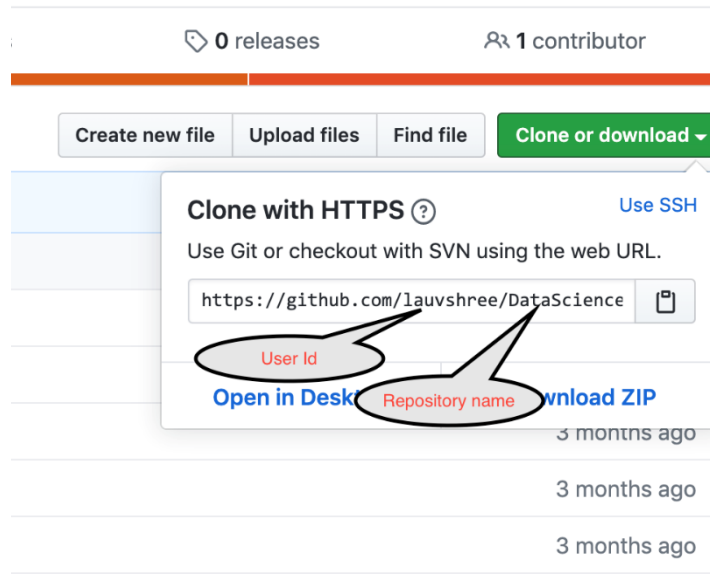 0 releases
1 contributor
Create new file
Upload files
Find file
Clone or download
Clone with HTTPS
Use SSH
Use Git or checkout with SVN using the web URL.
https://github.com/lauvshree/DataScience
User Id
Open in Desk
Repository name
wnload ZIP
3 months ago
3 months ago
3 months ago